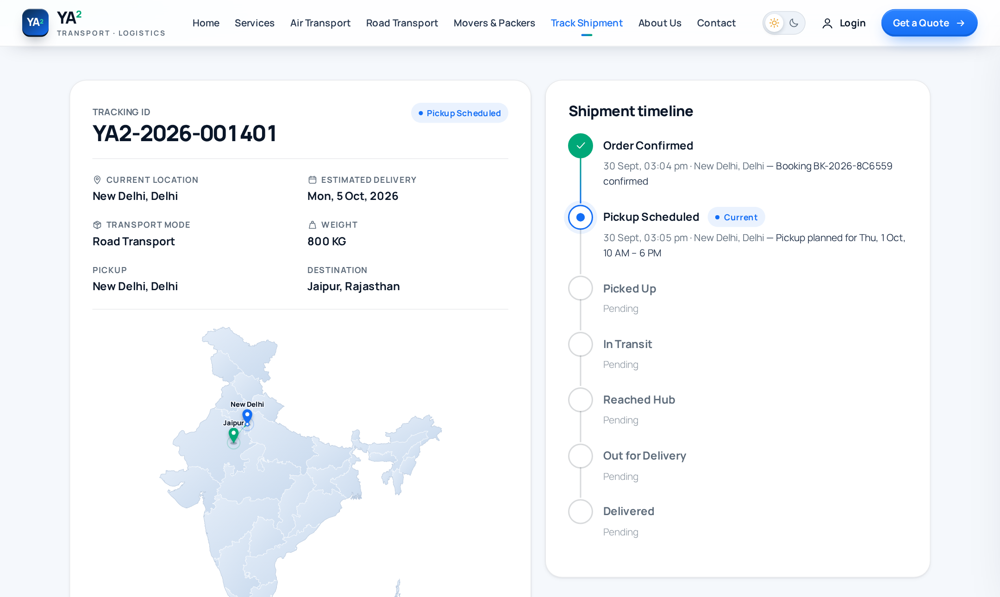 YA²
YA²
TRANSPORT · LOGISTICS
Home
Services
Air Transport
Road Transport
Movers & Packers
Track Shipment
About Us
Contact
Login
Get a Quote →
TRACKING ID
YA2-2026-001401
Pickup Scheduled
CURRENT LOCATION
New Delhi, Delhi
ESTIMATED DELIVERY
Mon, 5 Oct, 2026
TRANSPORT MODE
Road Transport
WEIGHT
800 KG
PICKUP
New Delhi, Delhi
DESTINATION
Jaipur, Rajasthan
New Delhi
Jaipur
Shipment timeline
Order Confirmed
30 Sept, 03:04 pm · New Delhi, Delhi — Booking BK-2026-8C6559
confirmed
Pickup Scheduled
Current
30 Sept, 03:05 pm · New Delhi, Delhi — Pickup planned for Thu, 1 Oct,
10 AM – 6 PM
Picked Up
Pending
In Transit
Pending
Reached Hub
Pending
Out for Delivery
Pending
Delivered
Pending